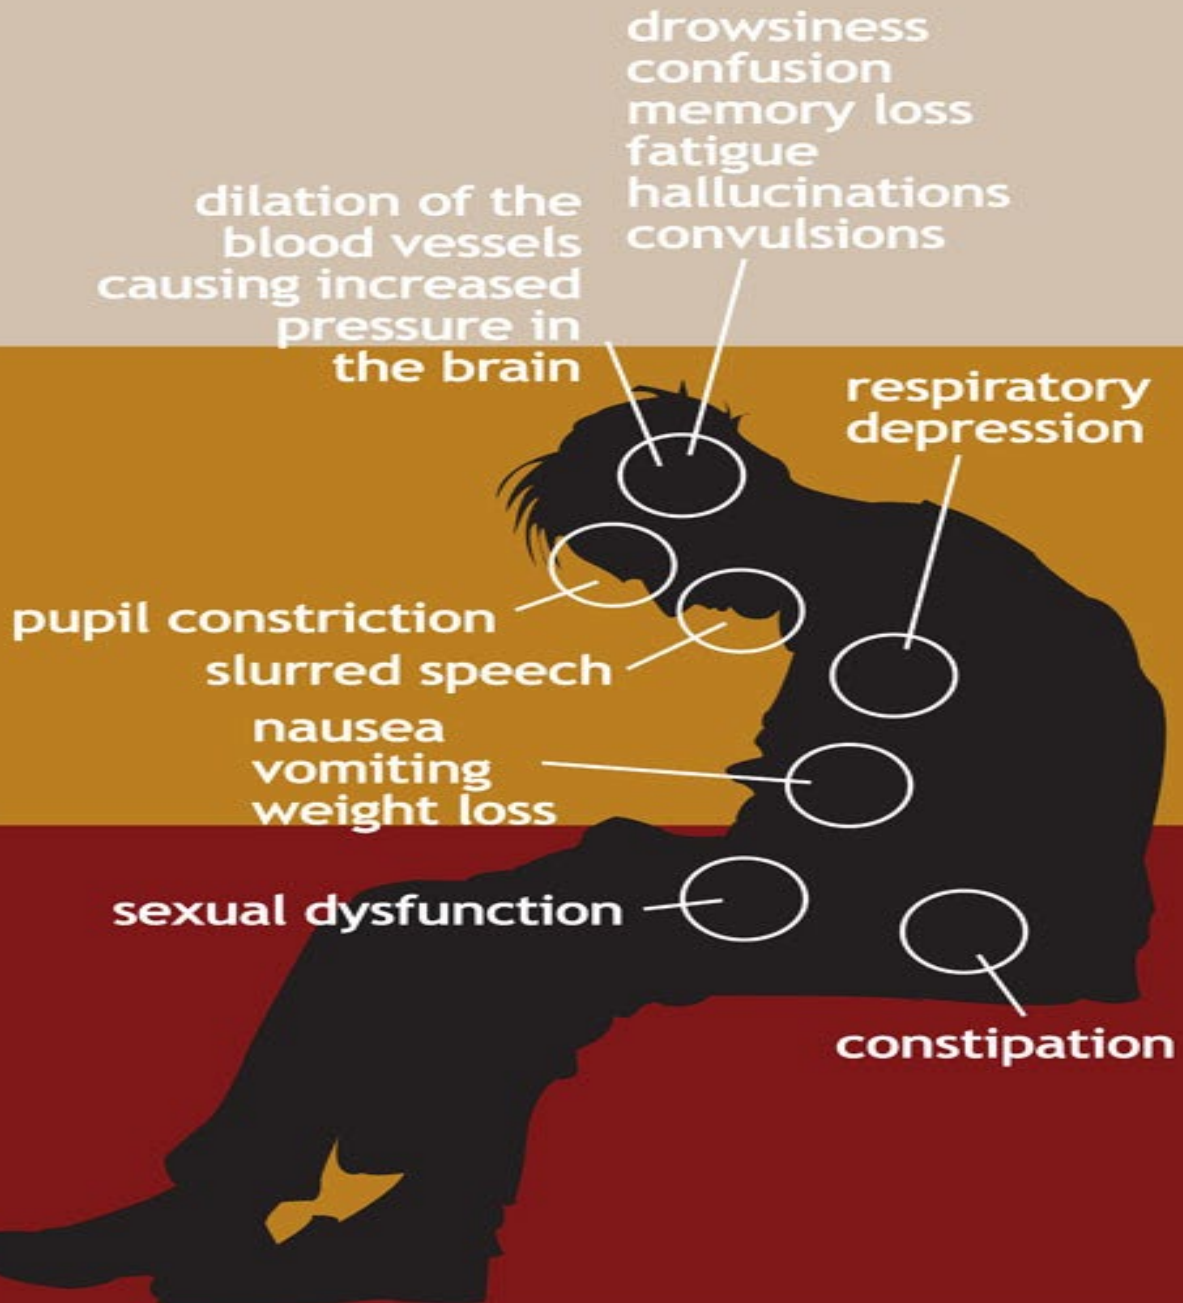 drowsiness
confusion
memory loss
fatigue
hallucinations
convulsions
dilation of the
blood vessels
causing increased
pressure in
the brain
respiratory
depression
pupil constriction
slurred speech
nausea
vomiting
weight loss
sexual dysfunction
constipation